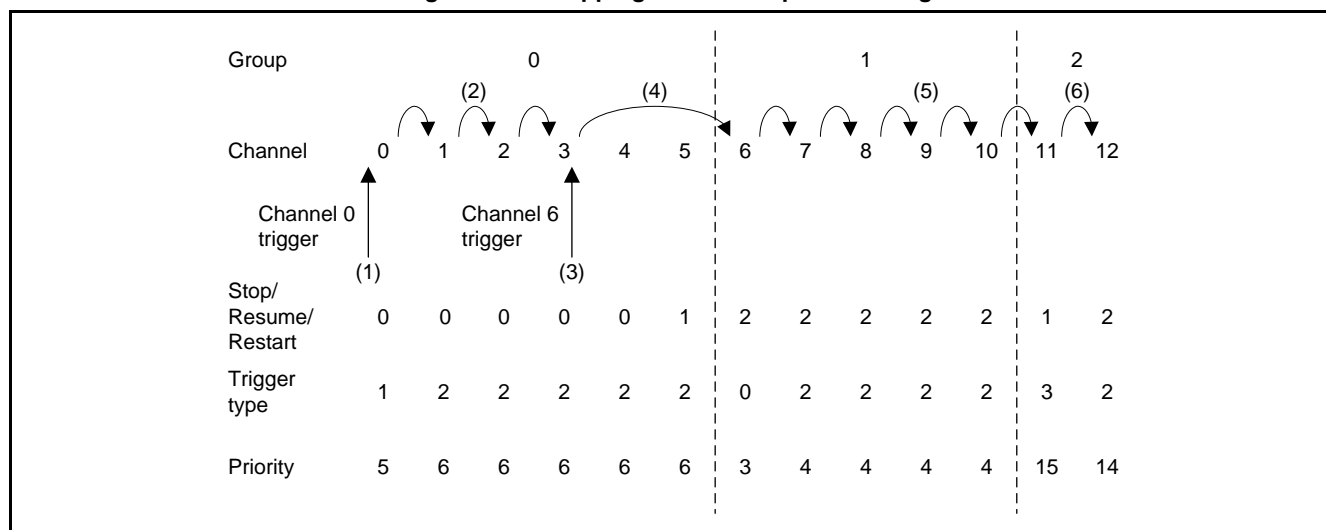 Group 0 1 2
(2) (4) (5) (6)
Channel 0 1 2 3 4 5 6 7 8 9 10 11 12
Channel 0
trigger
Channel 6
trigger
(1) (3)
Stop/
Resume/
Restart
0 0 0 0 0 1 2 2 2 2 2 1 2
Trigger
type
1 2 2 2 2 2 0 2 2 2 2 3 2
Priority 5 6 6 6 6 6 3 4 4 4 4 15 14